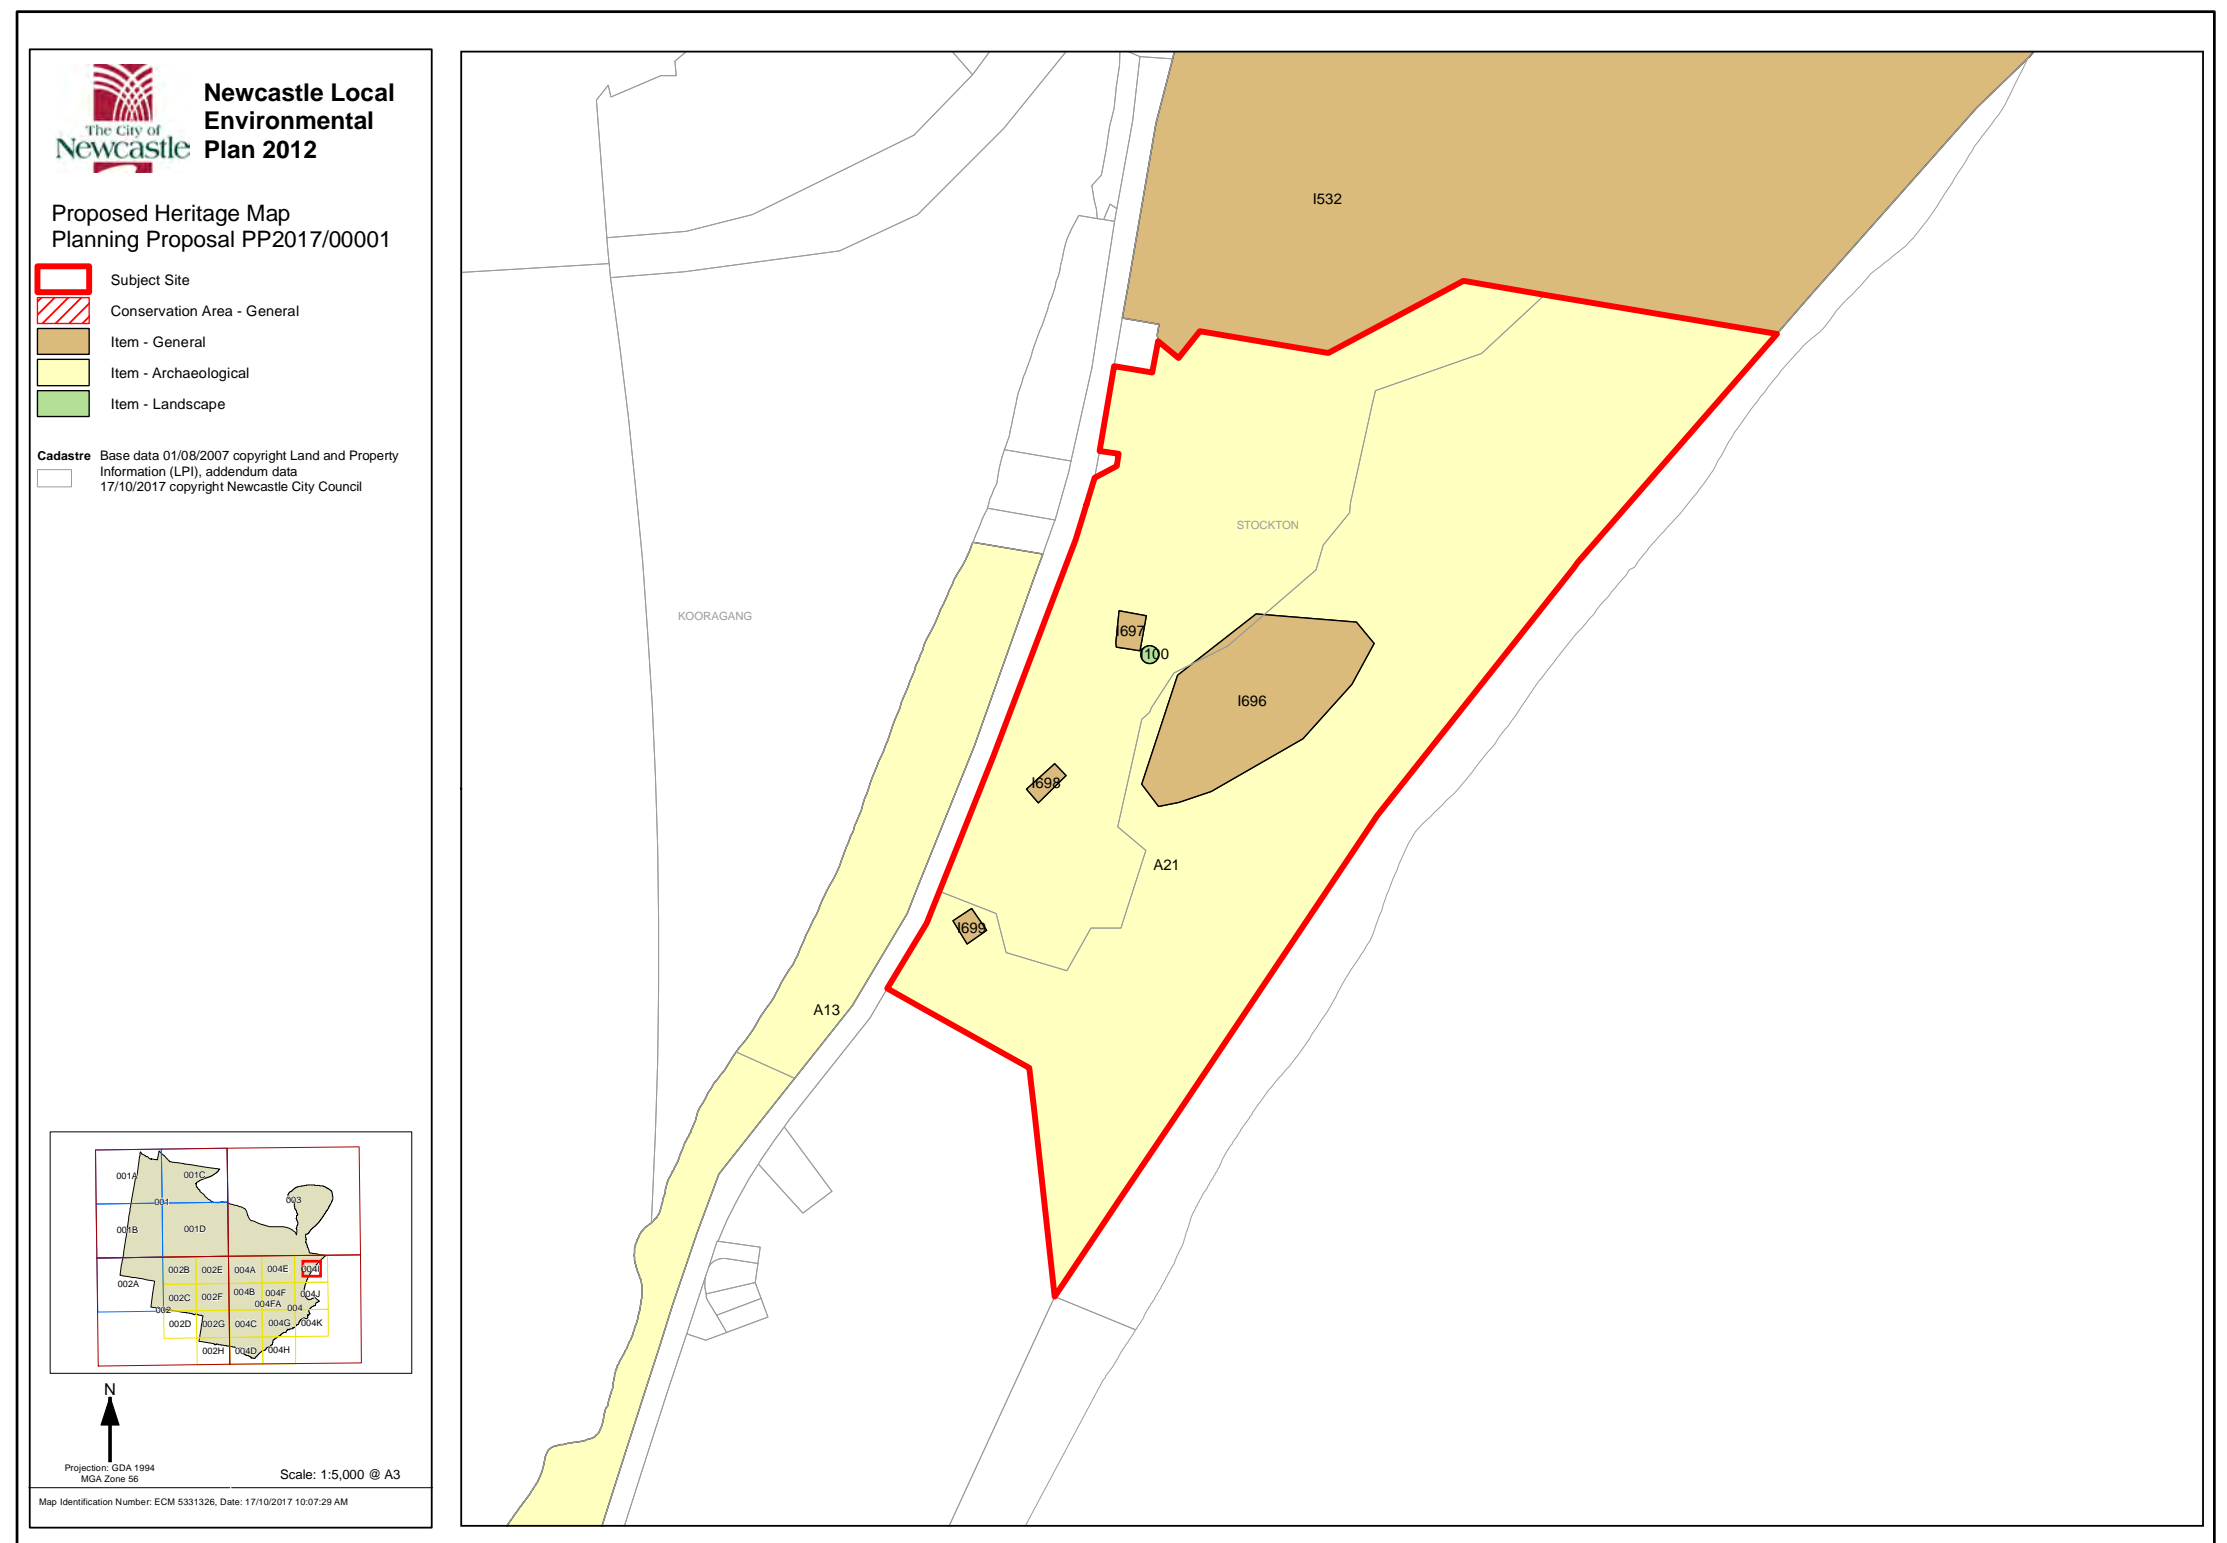 The City of
Newcastle
Newcastle Local
Environmental
Plan 2012
Proposed Heritage Map
Planning Proposal PP2017/00001
Subject Site
Conservation Area - General
Item - General
Item - Archaeological
Item - Landscape
Cadastre Base data 01/08/2007 copyright Land and Property
Information (LPI), addendum data
17/10/2017 copyright Newcastle City Council
001A 001C
001 003
001B 001D
002B 002E 004A 004E 004I
002A
002C 002F 004B 004F 004J
004FA
002 004
002D 002G 004C 004G 004K
002H 004D 004H
N
Projection: GDA 1994
MGA Zone 56
Scale: 1:5,000 @ A3
Map Identification Number: ECM 5331326, Date: 17/10/2017 10:07:29 AM
I532
STOCKTON
KOORAGANG
I697
I100
I696
I698
A21
I699
A13